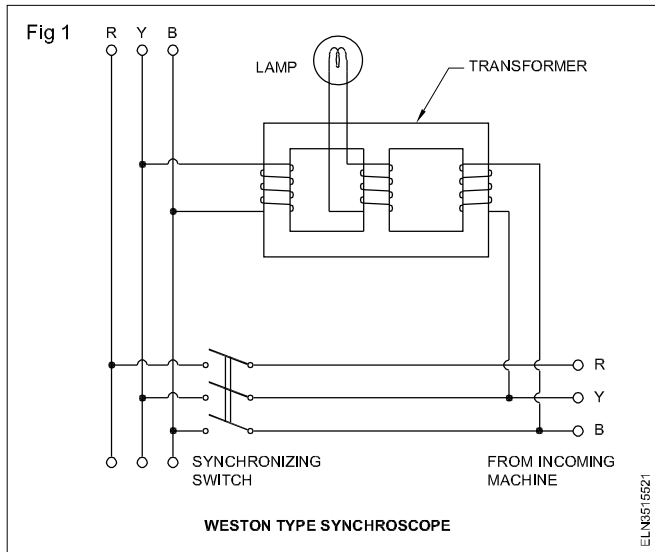 Fig 1
R Y B
LAMP
TRANSFORMER
R
Y
B
SYNCHRONIZING
SWITCH
FROM INCOMING
MACHINE
WESTON TYPE SYNCHROSCOPE
ELN3515521